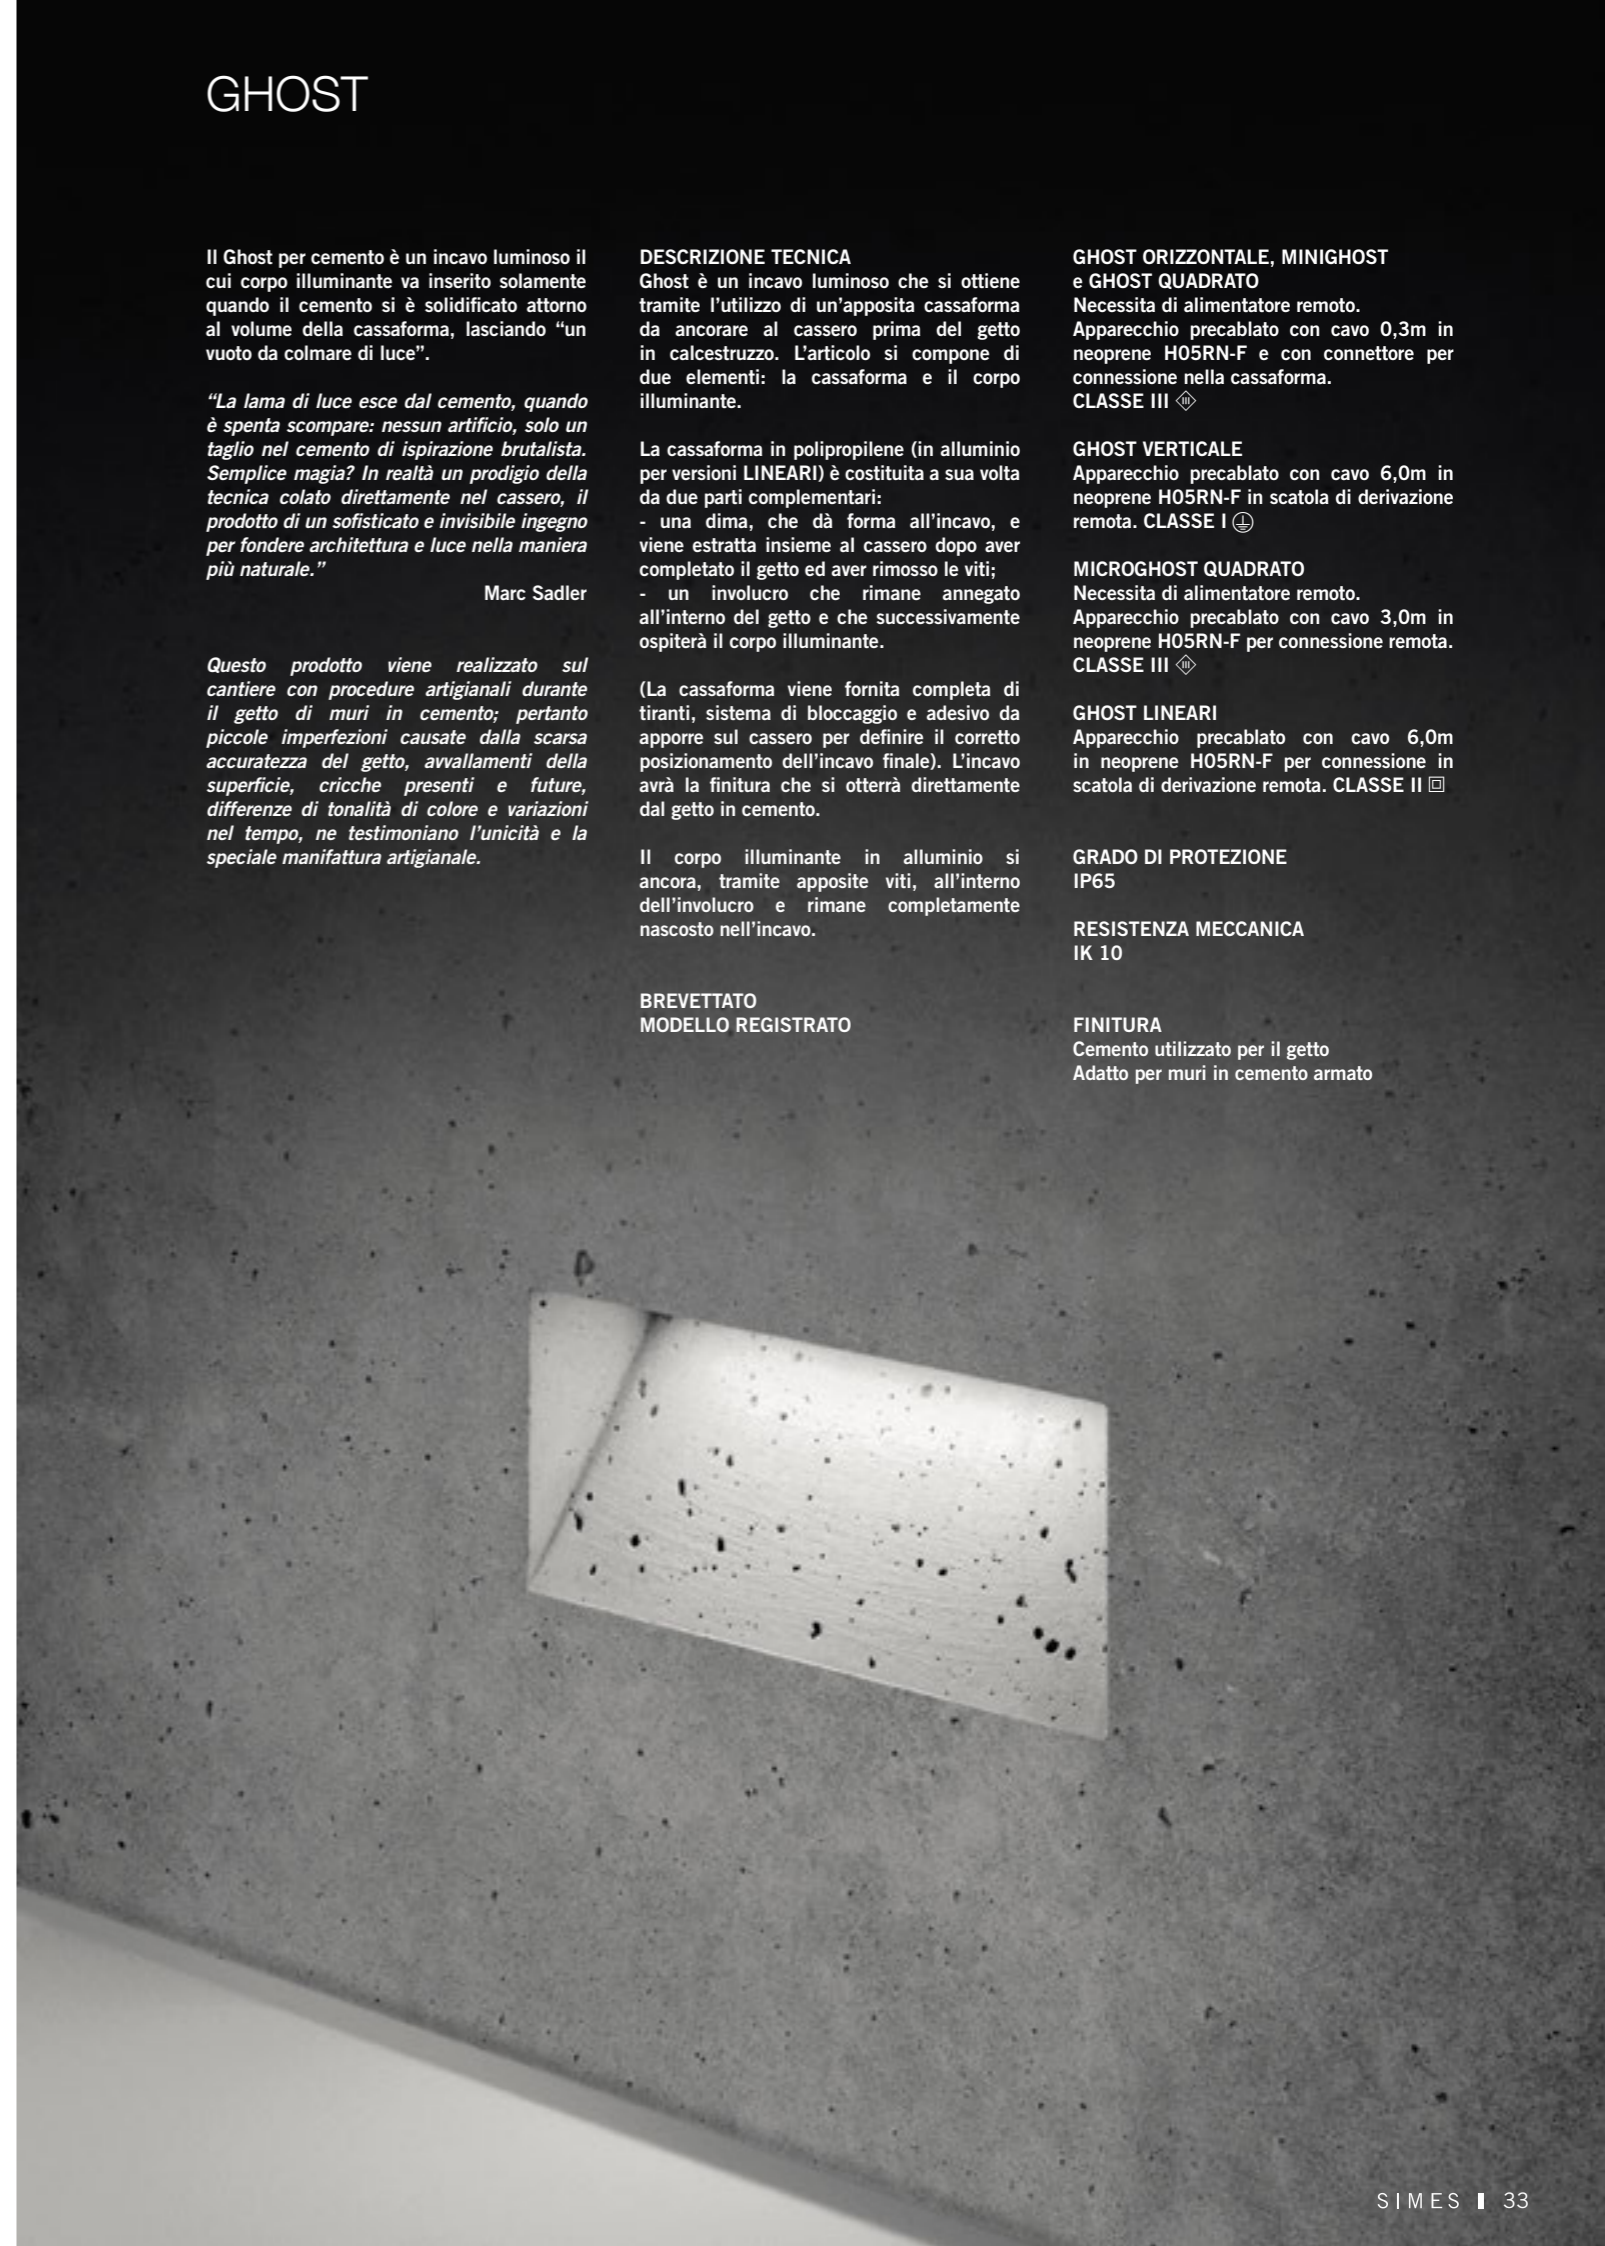 GHOST
Il Ghost per cemento è un incavo luminoso il
cui corpo illuminante va inserito solamente
quando il cemento si è solidificato attorno
al volume della cassaforma, lasciando “un
vuoto da colmare di luce”.
“La lama di luce esce dal cemento, quando
è spenta scompare: nessun artificio, solo un
taglio nel cemento di ispirazione brutalista.
Semplice magia? In realtà un prodigio della
tecnica colato direttamente nel cassero, il
prodotto di un sofisticato e invisibile ingegno
per fondere architettura e luce nella maniera
più naturale.”
Marc Sadler
Questo prodotto viene realizzato sul
cantiere con procedure artigianali durante
il getto di muri in cemento; pertanto
piccole imperfezioni causate dalla scarsa
accuratezza del getto, avvallamenti della
superficie, cricche presenti e future,
differenze di tonalità di colore e variazioni
nel tempo, ne testimoniano l’unicità e la
speciale manifattura artigianale.
DESCRIZIONE TECNICA
Ghost è un incavo luminoso che si ottiene
tramite l’utilizzo di un’apposita cassaforma
da ancorare al cassero prima del getto
in calcestruzzo. L’articolo si compone di
due elementi: la cassaforma e il corpo
illuminante.
La cassaforma in polipropilene (in alluminio
per versioni LINEARI) è costituita a sua volta
da due parti complementari:
- una dima, che dà forma all’incavo, e
viene estratta insieme al cassero dopo aver
completato il getto ed aver rimosso le viti;
- un involucro che rimane annegato
all’interno del getto e che successivamente
ospiterà il corpo illuminante.
(La cassaforma viene fornita completa di
tiranti, sistema di bloccaggio e adesivo da
apporre sul cassero per definire il corretto
posizionamento dell’incavo finale). L’incavo
avrà la finitura che si otterrà direttamente
dal getto in cemento.
Il corpo illuminante in alluminio si
ancora, tramite apposite viti, all’interno
dell’involucro e rimane completamente
nascosto nell’incavo.
BREVETTATO
MODELLO REGISTRATO
GHOST ORIZZONTALE, MINIGHOST
e GHOST QUADRATO
Necessita di alimentatore remoto.
Apparecchio precablato con cavo 0,3m in
neoprene H05RN-F e con connettore per
connessione nella cassaforma.
CLASSE III
GHOST VERTICALE
Apparecchio precablato con cavo 6,0m in
neoprene H05RN-F in scatola di derivazione
remota. CLASSE I
MICROGHOST QUADRATO
Necessita di alimentatore remoto.
Apparecchio precablato con cavo 3,0m in
neoprene H05RN-F per connessione remota.
CLASSE III
GHOST LINEARI
Apparecchio precablato con cavo 6,0m
in neoprene H05RN-F per connessione in
scatola di derivazione remota. CLASSE II
GRADO DI PROTEZIONE
IP65
RESISTENZA MECCANICA
IK 10
FINITURA
Cemento utilizzato per il getto
Adatto per muri in cemento armato
SIMES 33